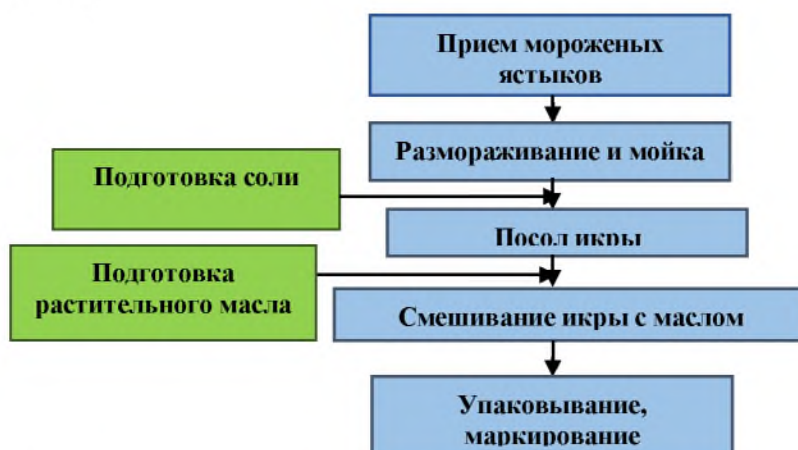 Прием мороженых
ястыков
Размораживание и мойка
Подготовка соли
Посол икры
Подготовка
растительного масла
Смешивание икры с маслом
Упаковывание,
маркирование